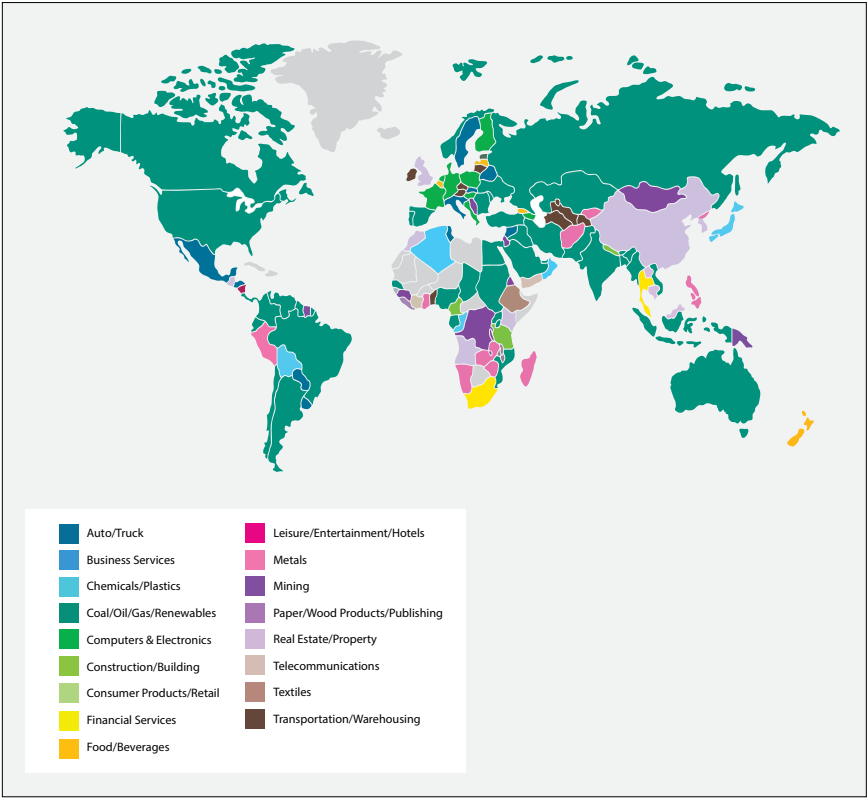 Auto/Truck
Business Services
Chemicals/Plastics
Coal/Oil/Gas/Renewables
Computers & Electronics
Construction/Building
Consumer Products/Retail
Financial Services
Food/Beverages
Leisure/Entertainment/Hotels
Metals
Mining
Paper/Wood Products/Publishing
Real Estate/Property
Telecommunications
Textiles
Transportation/Warehousing